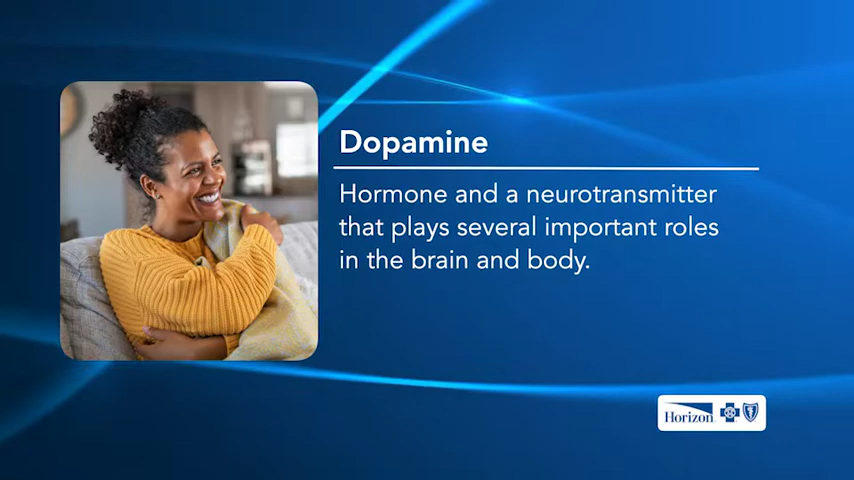 Dopamine
Hormone and a neurotransmitter
that plays several important roles
in the brain and body.
Horizon